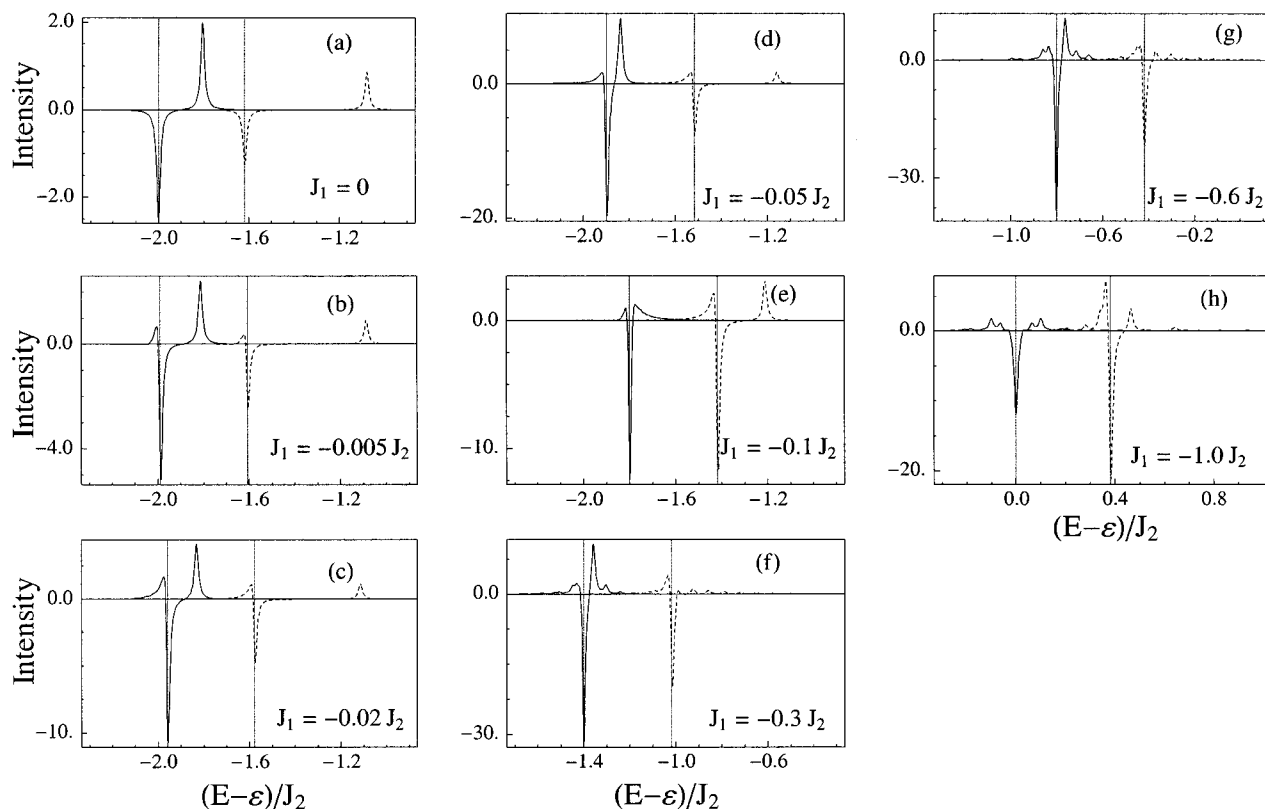 Intensity
2.0
0.0
−2.0
(a)
J₁ = 0
−2.0 −1.6 −1.2
Intensity
0.0
−4.0
(b)
J₁ = −0.005 J₂
−2.0 −1.6 −1.2
Intensity
0.0
−10.
(c)
J₁ = −0.02 J₂
−2.0 −1.6 −1.2
(E−ε)/J₂
0.0
−20.
(d)
J₁ = −0.05 J₂
−2.0 −1.6 −1.2
0.0
−10.
(e)
J₁ = −0.1 J₂
−2.0 −1.6 −1.2
0.0
−30.
(f)
J₁ = −0.3 J₂
−1.4 −1.0 −0.6
(E−ε)/J₂
0.0
−30.
(g)
J₁ = −0.6 J₂
−1.0 −0.6 −0.2
0.0
−20.
(h)
J₁ = −1.0 J₂
0.0 0.4 0.8
(E−ε)/J₂